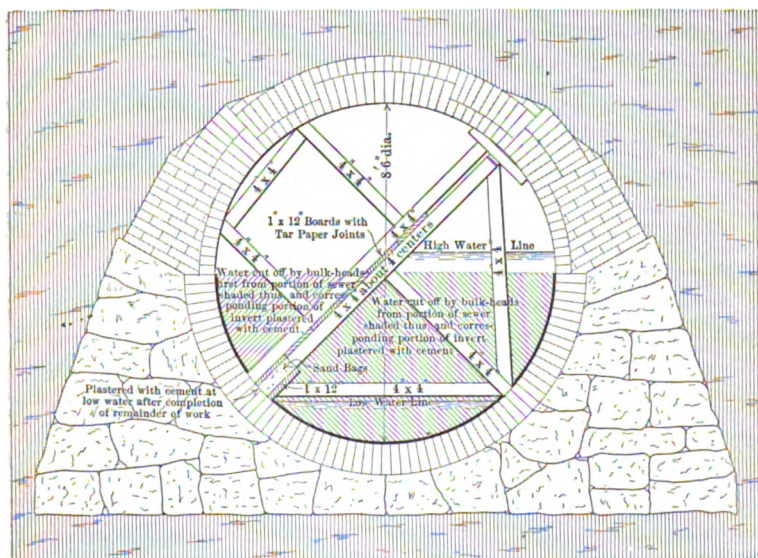 8'6" dia.
4" x 4"
4" x 4"
4" x 4"
4" x 4"
1" x 12" Boards with
Tar Paper Joints
High Water Line
4 x 4
4 x 4 about 4' centers
Water cut off by bulk-heads
first from portion of sewer
shaded thus, and corres-
ponding portion of
invert plastered
with cement
Water cut off by bulk-heads
from portion of sewer
shaded thus, and corres-
ponding portion of invert
plastered with cement
4" x 4"
Sand Bags
Plastered with cement at
low water after completion
of remainder of work
1 x 12"
4 x 4
Low Water Line